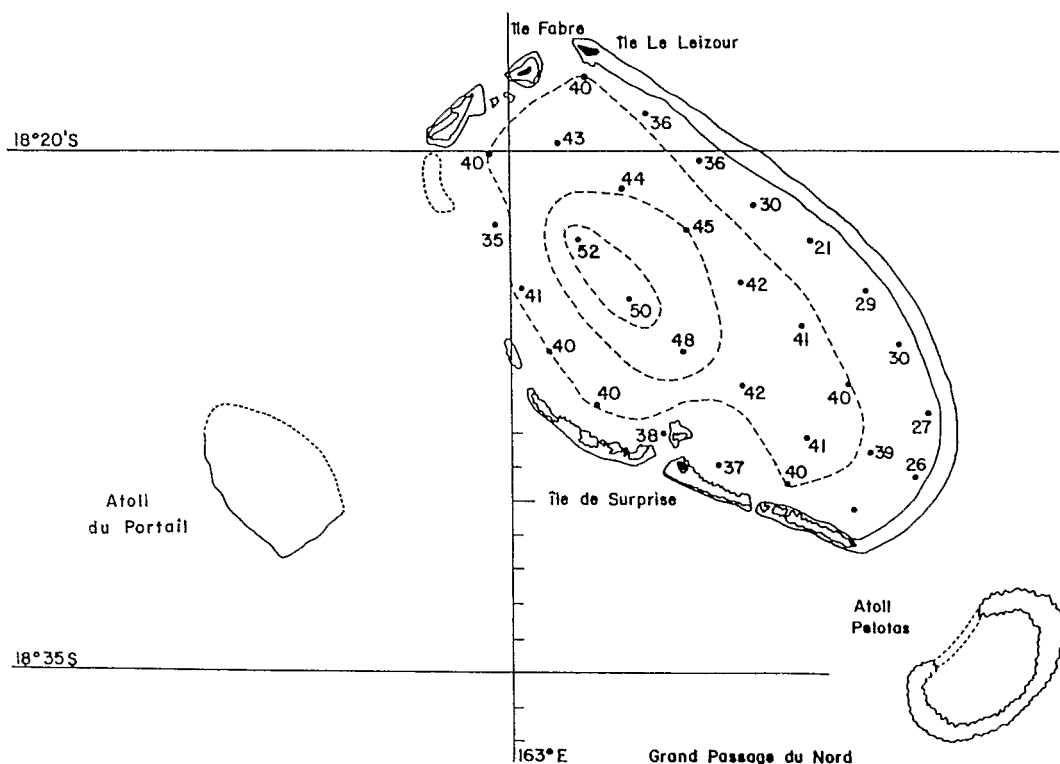 île Fabre
île Le Leizour
40
36
18°20'S
43
40
36
44
30
35
45
21
52
42
29
41
50
41
30
40
48
40
42
40
27
38
41
39
37
40
26
île de Surprise
Atoll
du Portail
Atoll
Pelotas
18°35S
163°E
Grand Passage du Nord